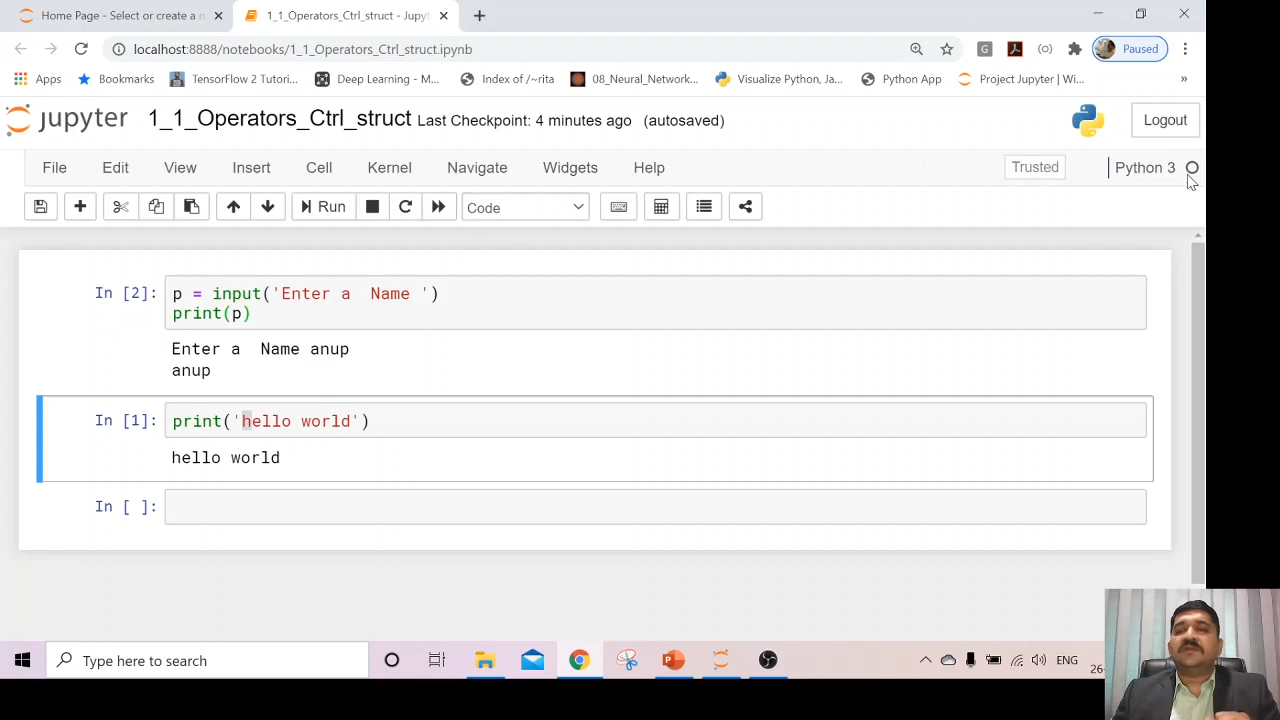 Home Page - Select or create a n
1_1_Operators_Ctrl_struct - Jupyt
localhost:8888/notebooks/1_1_Operators_Ctrl_struct.ipynb
G
Paused
Apps
Bookmarks
TensorFlow 2 Tutori...
Deep Learning - M...
Index of /~rita
08_Neural_Network...
Visualize Python, Ja...
Python App
Project Jupyter | Wi...
»
jupyter 1_1_Operators_Ctrl_struct Last Checkpoint: 4 minutes ago (autosaved)
Logout
File Edit View Insert Cell Kernel Navigate Widgets Help
Trusted
Python 3
Run
Code
In [2]: p = input('Enter a  Name ')
print(p)
Enter a  Name anup
anup
In [1]: print('hello world')
hello world
In [ ]:
Type here to search
ENG
26-